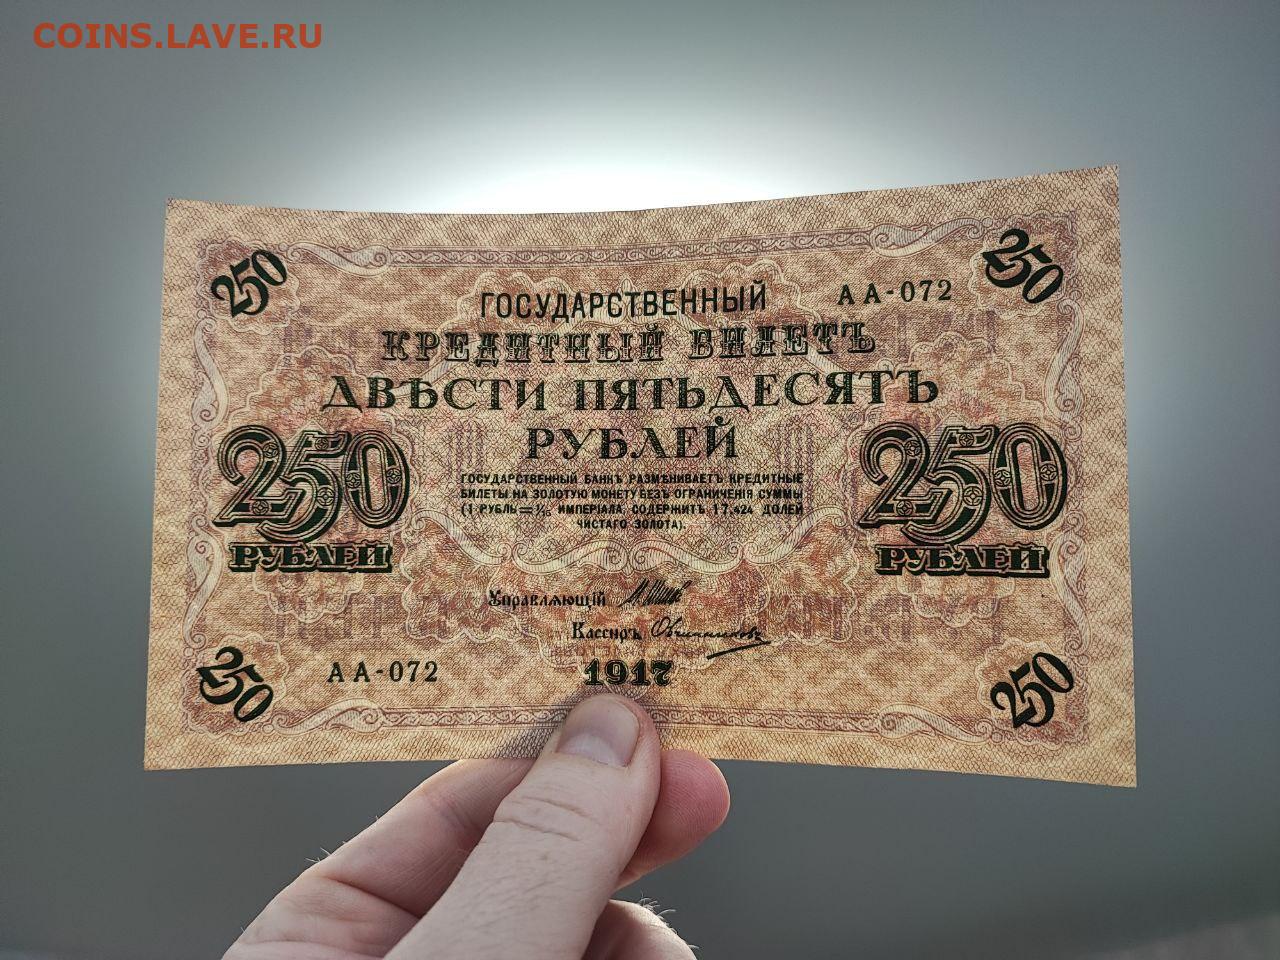 COINS.LAVE.RU
250
250
ГОСУДАРСТВЕННЫЙ
АА-072
КРЕДИТНЫЙ БИЛЕТЪ
ДВѢСТИ ПЯТЬДЕСЯТЪ
РУБЛЕЙ
250
РУБЛЕЙ
250
РУБЛЕЙ
ГОСУДАРСТВЕННЫЙ БАНКЪ РАЗМѢНИВАЕТЪ КРЕДИТНЫЕ
БИЛЕТЫ НА ЗОЛОТУЮ МОНЕТУ БЕЗЪ ОГРАНИЧЕНІЯ СУММЫ
(1 РУБЛЬ = 1/15 ИМПЕРІАЛА, СОДЕРЖИТЪ 17,424 ДОЛЕЙ
ЧИСТАГО ЗОЛОТА).
Управляющій
Кассиръ Овчинниковъ
АА-072
1917
250
250